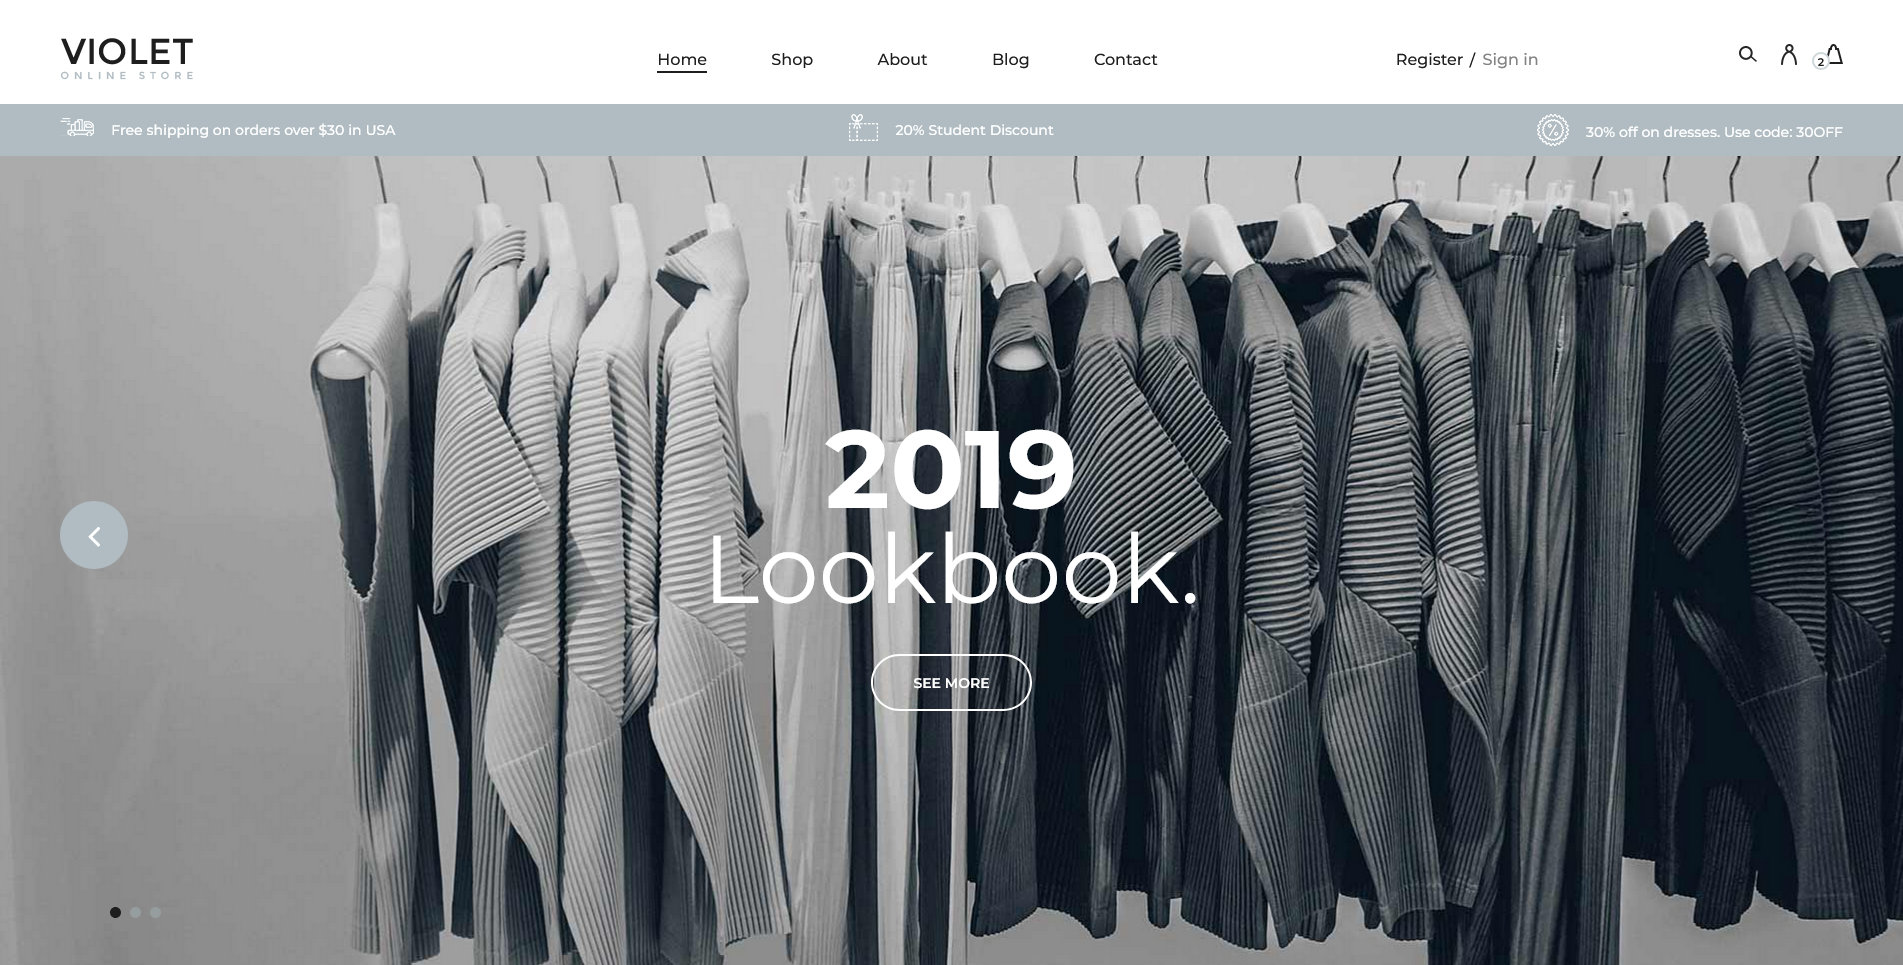 VIOLET
ONLINE STORE
Home
Shop
About
Blog
Contact
Register / Sign in
2
Free shipping on orders over $30 in USA
20% Student Discount
30% off on dresses. Use code: 30OFF
2019
Lookbook.
SEE MORE